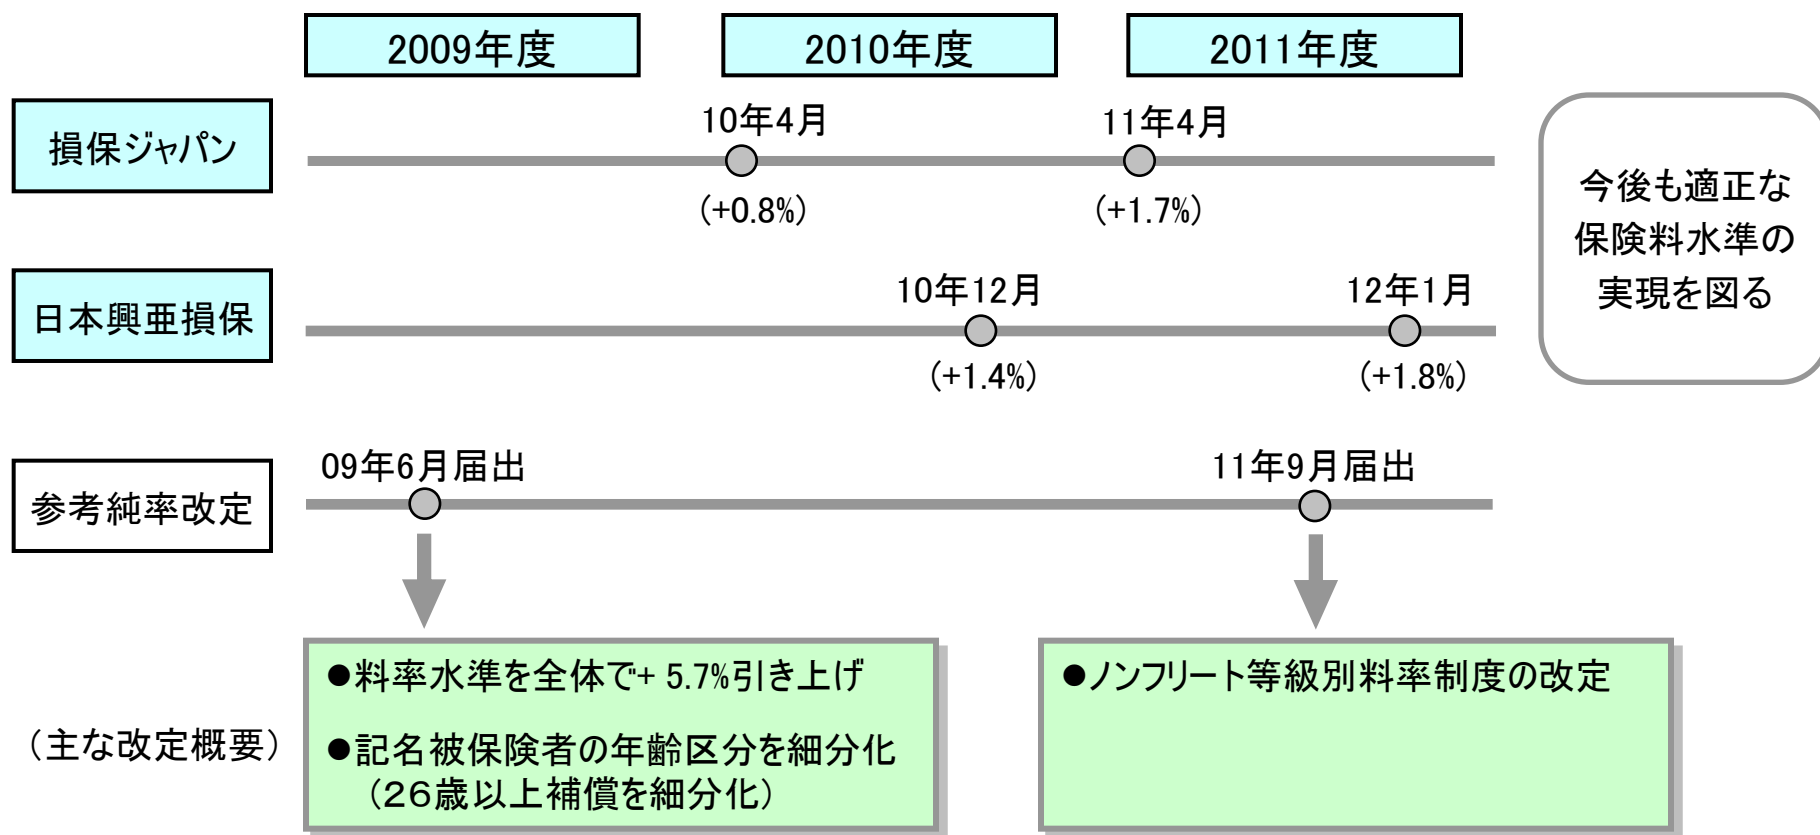 2009年度
2010年度
2011年度
損保ジャパン
10年4月
11年4月
(+0.8%)
(+1.7%)
日本興亜損保
10年12月
12年1月
(+1.4%)
(+1.8%)
今後も適正な
保険料水準の
実現を図る
参考純率改定
09年6月届出
11年9月届出
(主な改定概要)
●料率水準を全体で+ 5.7%引き上げ
●記名被保険者の年齢区分を細分化
(26歳以上補償を細分化)
●ノンフリート等級別料率制度の改定